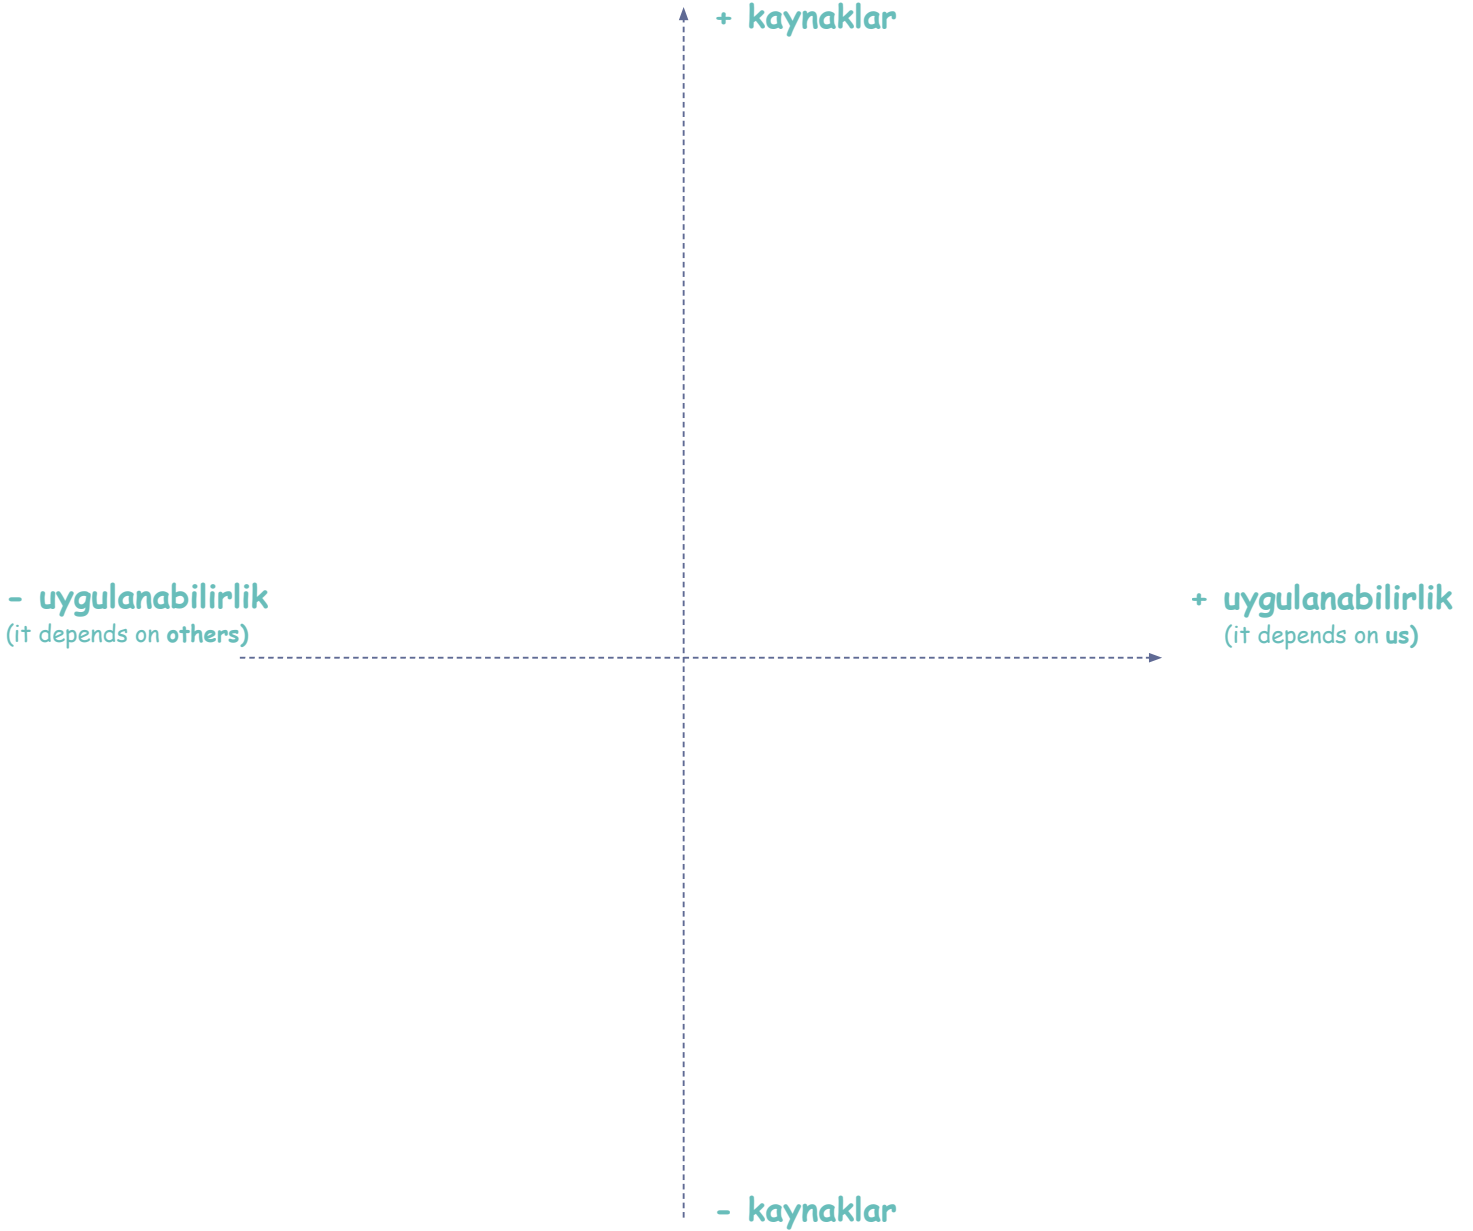 + kaynaklar
- uygulanabilirlik
(it depends on others)
+ uygulanabilirlik
(it depends on us)
- kaynaklar